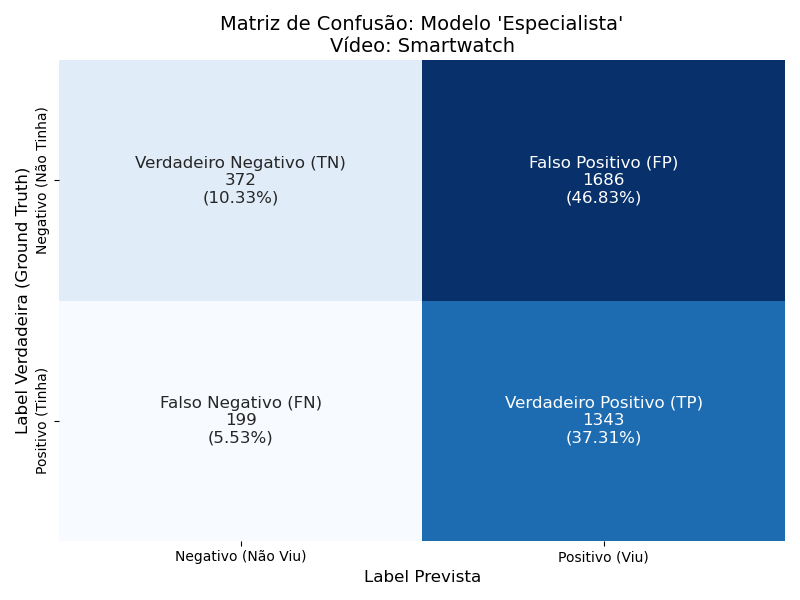 Matriz de Confusão: Modelo 'Especialista'
Vídeo: Smartwatch
Label Verdadeira (Ground Truth)
Negativo (Não Tinha)
Verdadeiro Negativo (TN)
372
(10.33%)
Falso Positivo (FP)
1686
(46.83%)
Positivo (Tinha)
Falso Negativo (FN)
199
(5.53%)
Verdadeiro Positivo (TP)
1343
(37.31%)
Negativo (Não Viu)
Positivo (Viu)
Label Prevista